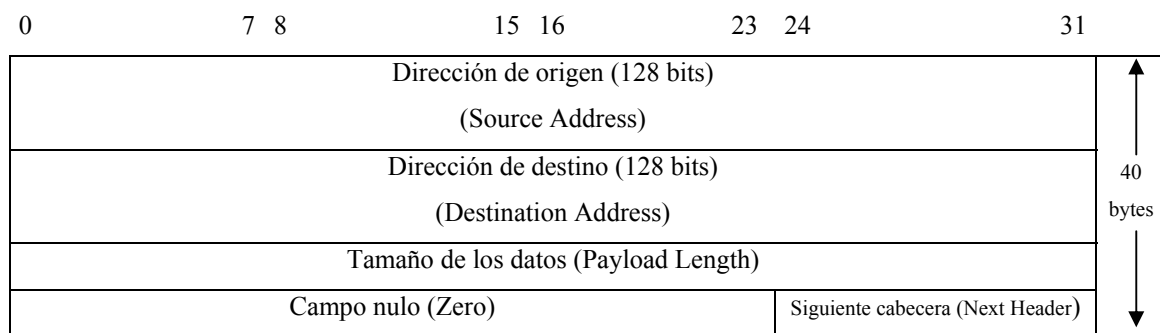 0 7 8 15 16 23 24 31
Dirección de origen (128 bits)
(Source Address)
Dirección de destino (128 bits)
(Destination Address)
40
bytes
Tamaño de los datos (Payload Length)
Campo nulo (Zero) Siguiente cabecera (Next Header)